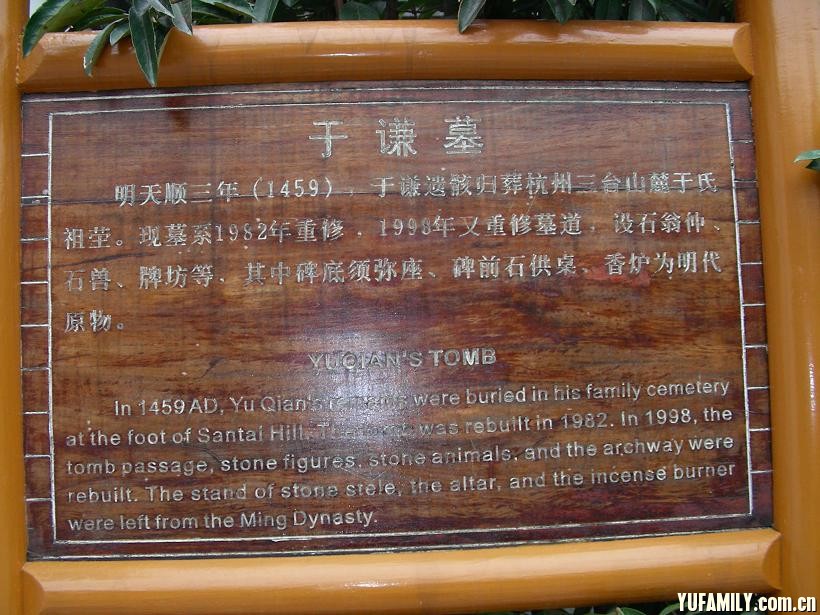 于谦墓
明天顺三年(1459),于谦遗骸归葬杭州三台山麓于氏
祖茔。现墓系1982年重修,1998年又重修墓道,设石翁仲、
石兽、牌坊等,其中碑底须弥座、碑前石供桌、香炉为明代
原物。
YUQIAN'S TOMB
In 1459 AD, Yu Qian's remains were buried in his family cemetery
at the foot of Santai Hill. The tomb was rebuilt in 1982. In 1998, the
tomb passage, stone figures, stone animals, and the archway were
rebuilt. The stand of stone stele, the altar, and the incense burner
were left from the Ming Dynasty.
YUFAMILY.com.cn